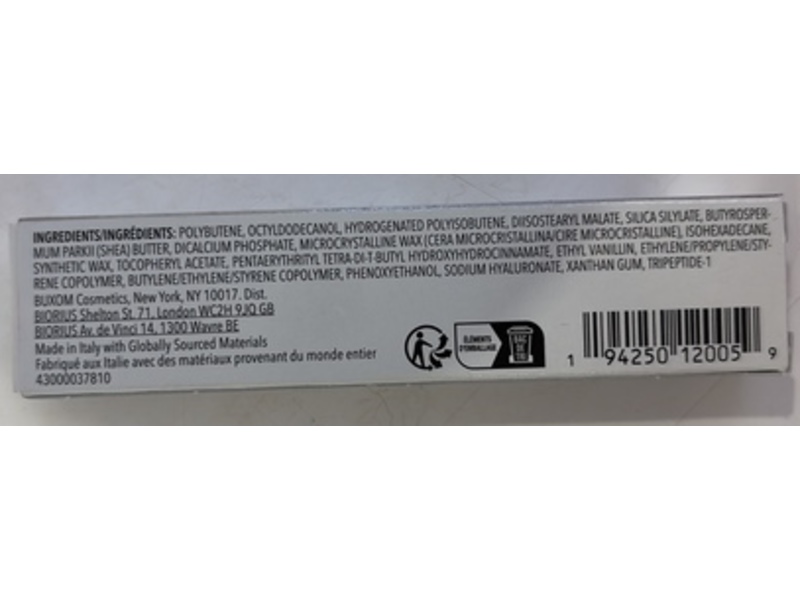 INGREDIENTS/INGRÉDIENTS: POLYBUTENE, OCTYLDODECANOL, HYDROGENATED POLYISOBUTENE, DIISOSTEARYL MALATE, SILICA SILYLATE, BUTYROSPER-
MUM PARKII (SHEA) BUTTER, DICALCIUM PHOSPHATE, MICROCRYSTALLINE WAX (CERA MICROCRISTALLINA/CIRE MICROCRISTALLINE), ISOHEXADECANE,
SYNTHETIC WAX, TOCOPHERYL ACETATE, PENTAERYTHRITYL TETRA-DI-T-BUTYL HYDROXYHYDROCINNAMATE, ETHYL VANILLIN, ETHYLENE/PROPYLENE/STY-
RENE COPOLYMER, BUTYLENE/ETHYLENE/STYRENE COPOLYMER, PHENOXYETHANOL, SODIUM HYALURONATE, XANTHAN GUM, TRIPEPTIDE-1
BUXOM Cosmetics, New York, NY 10017. Dist.
BIORIUS Shelton St. 71, London WC2H 9JQ GB
BIORIUS Av. de Vinci 14, 1300 Wavre BE
Made in Italy with Globally Sourced Materials
Fabriqué aux Italie avec des matériaux provenant du monde entier
43000037810
ÉLÉMENTS
D'EMBALLAGE
BAC
DE
TRI
1 94250 12005 9